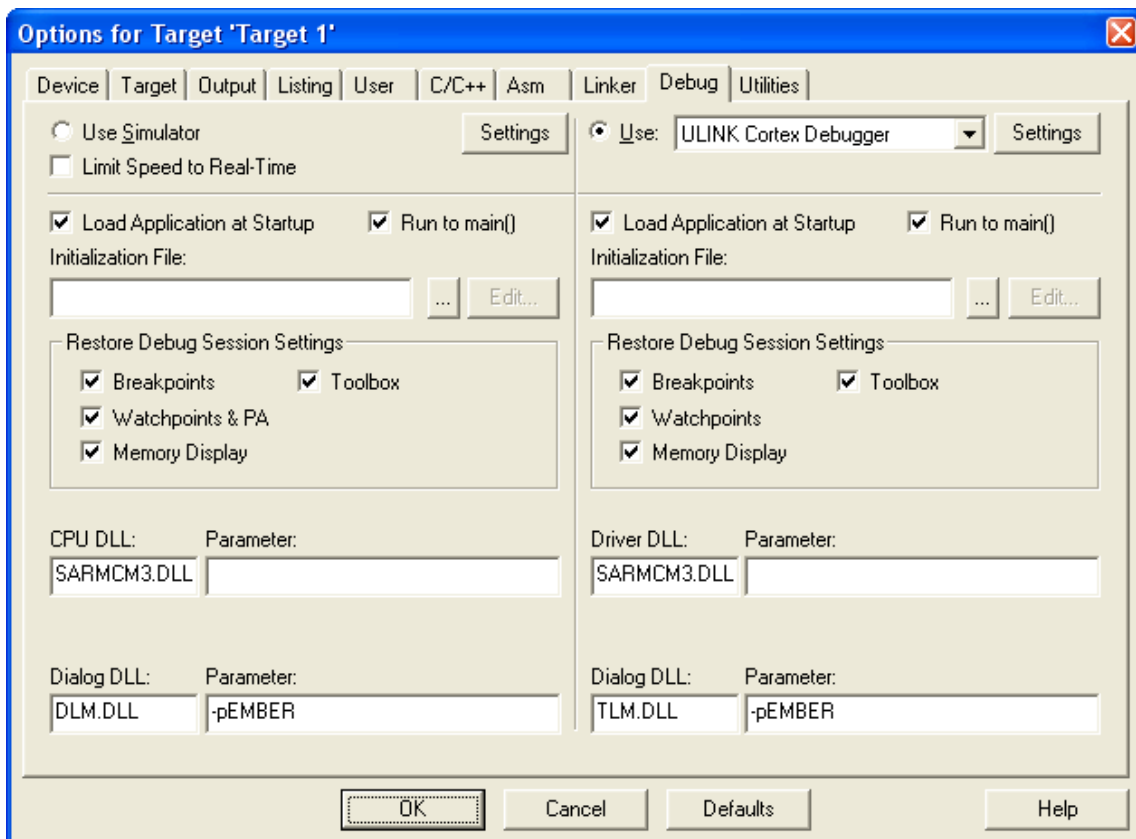 Options for Target 'Target 1'
Device Target Output Listing User C/C++ Asm Linker Debug Utilities
Use Simulator Settings Use: ULINK Cortex Debugger Settings
Limit Speed to Real-Time
Load Application at Startup Run to main() Load Application at Startup Run to main()
Initialization File: Initialization File:
... Edit... ... Edit...
Restore Debug Session Settings Restore Debug Session Settings
Breakpoints Toolbox Breakpoints Toolbox
Watchpoints & PA Watchpoints
Memory Display Memory Display
CPU DLL: Parameter: Driver DLL: Parameter:
SARMCM3.DLL SARMCM3.DLL
Dialog DLL: Parameter: Dialog DLL: Parameter:
DLM.DLL -pEMBER TLM.DLL -pEMBER
OK Cancel Defaults Help